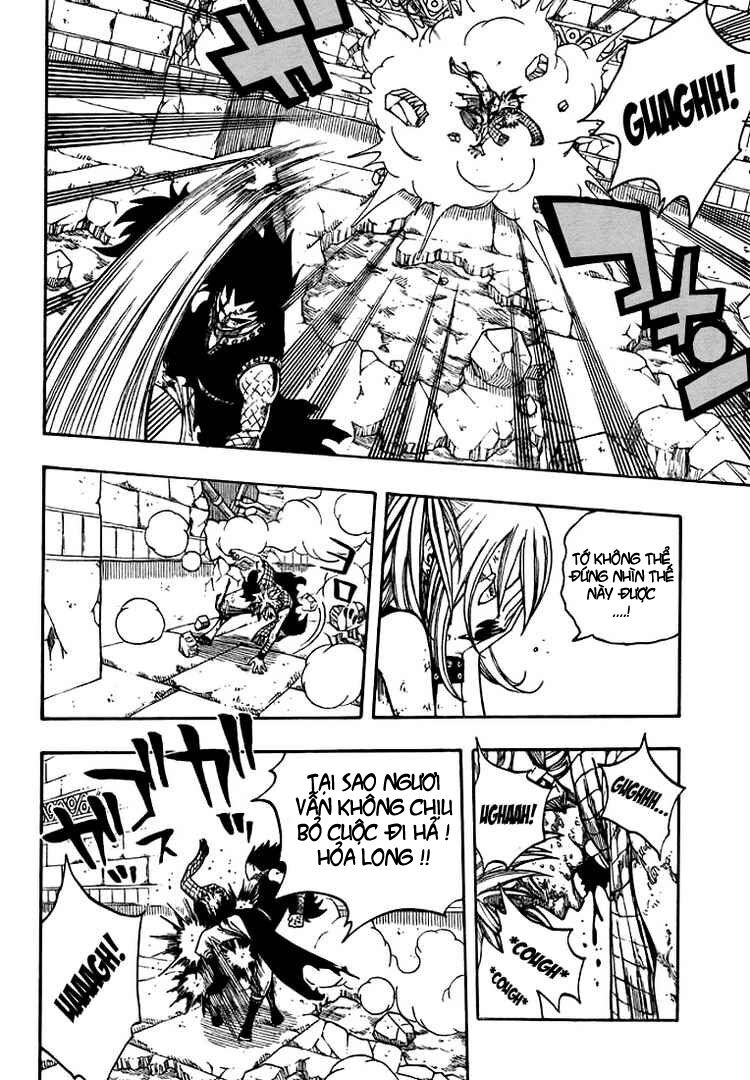 GUAGHH!
TỚ KHÔNG THỂ
ĐỨNG NHÌN THẾ
NÀY ĐƯỢC
....!
GUGHHH...
UGHAAH!
*COUGH*
*COUGH*
TẠI SAO NGƯƠI
VẪN KHÔNG CHỊU
BỎ CUỘC ĐI HẢ !
HỎA LONG !!
UAAAGH!